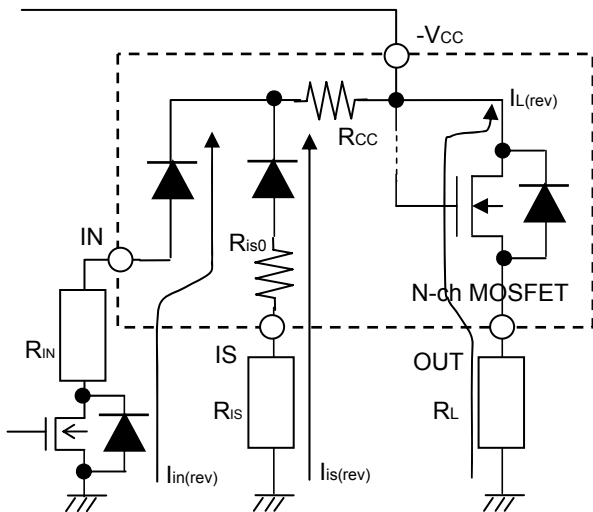 -VCC
IL(rev)
RCC
IN
Ris0
N-ch MOSFET
RIN
IS
OUT
RIS
RL
Iin(rev)
Iis(rev)